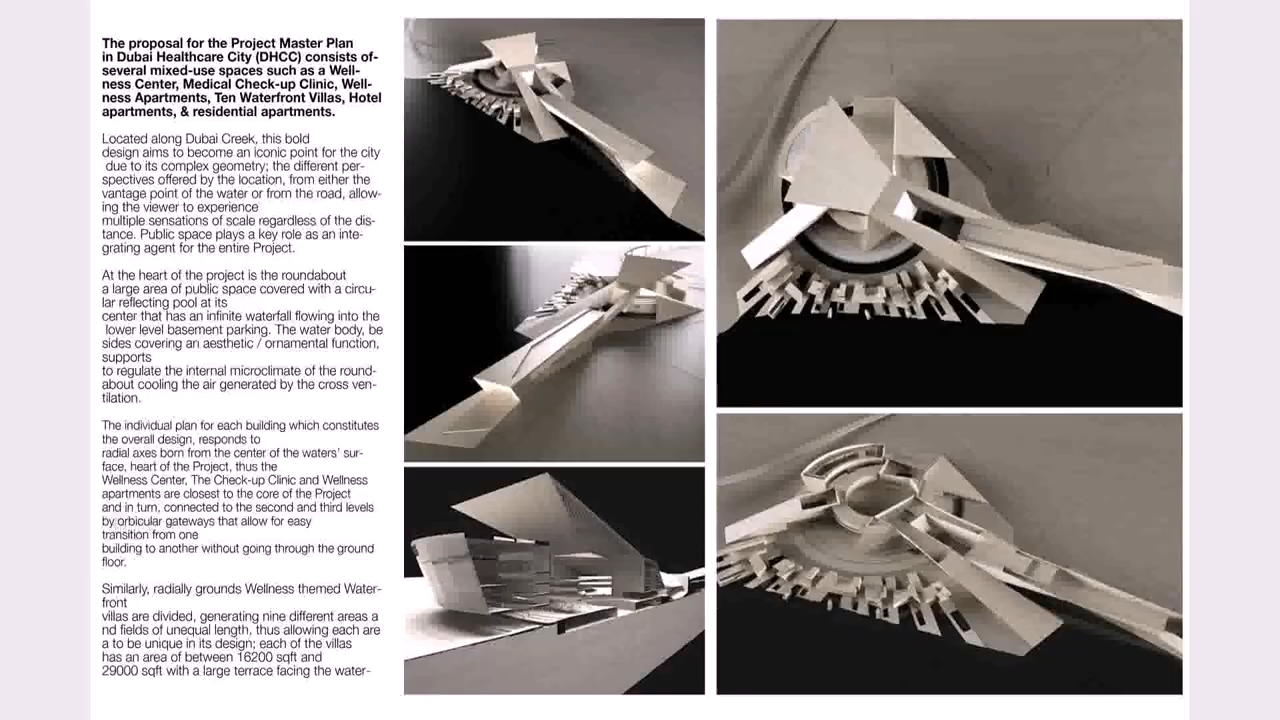 The proposal for the Project Master Plan
in Dubai Healthcare City (DHCC) consists of-
several mixed-use spaces such as a Well-
ness Center, Medical Check-up Clinic, Well-
ness Apartments, Ten Waterfront Villas, Hotel
apartments, & residential apartments.
Located along Dubai Creek, this bold
design aims to become an iconic point for the city
due to its complex geometry; the different per-
spectives offered by the location, from either the
vantage point of the water or from the road, allow-
ing the viewer to experience
multiple sensations of scale regardless of the dis-
tance. Public space plays a key role as an inte-
grating agent for the entire Project.
At the heart of the project is the roundabout
a large area of public space covered with a circu-
lar reflecting pool at its
center that has an infinite waterfall flowing into the
lower level basement parking. The water body, be
sides covering an aesthetic / ornamental function,
supports
to regulate the internal microclimate of the round-
about cooling the air generated by the cross ven-
tilation.
The individual plan for each building which constitutes
the overall design, responds to
radial axes born from the center of the waters' sur-
face, heart of the Project, thus the
Wellness Center, The Check-up Clinic and Wellness
apartments are closest to the core of the Project
and in turn, connected to the second and third levels
by orbicular gateways that allow for easy
transition from one
building to another without going through the ground
floor.
Similarly, radially grounds Wellness themed Water-
front
villas are divided, generating nine different areas a
nd fields of unequal length, thus allowing each are
a to be unique in its design; each of the villas
has an area of between 16200 sqft and
29000 sqft with a large terrace facing the water-